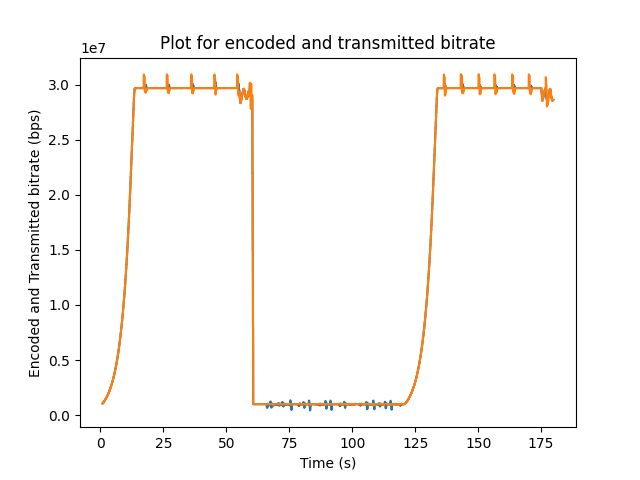 Plot for encoded and transmitted bitrate
1e7
3.0
2.5
2.0
1.5
1.0
0.5
0.0
Encoded and Transmitted bitrate (bps)
0 25 50 75 100 125 150 175
Time (s)